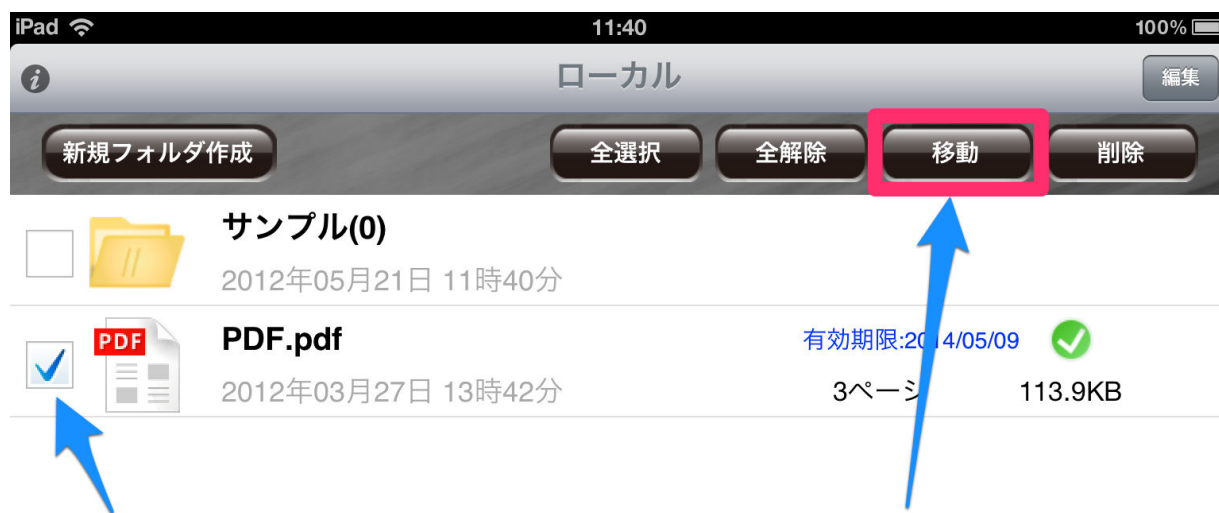 iPad 11:40 100%
ローカル 編集
新規フォルダ作成 全選択 全解除 移動 削除
サンプル(0)
2012年05月21日 11時40分
PDF
PDF.pdf 有効期限:2014/05/09
2012年03月27日 13時42分 3ページ 113.9KB